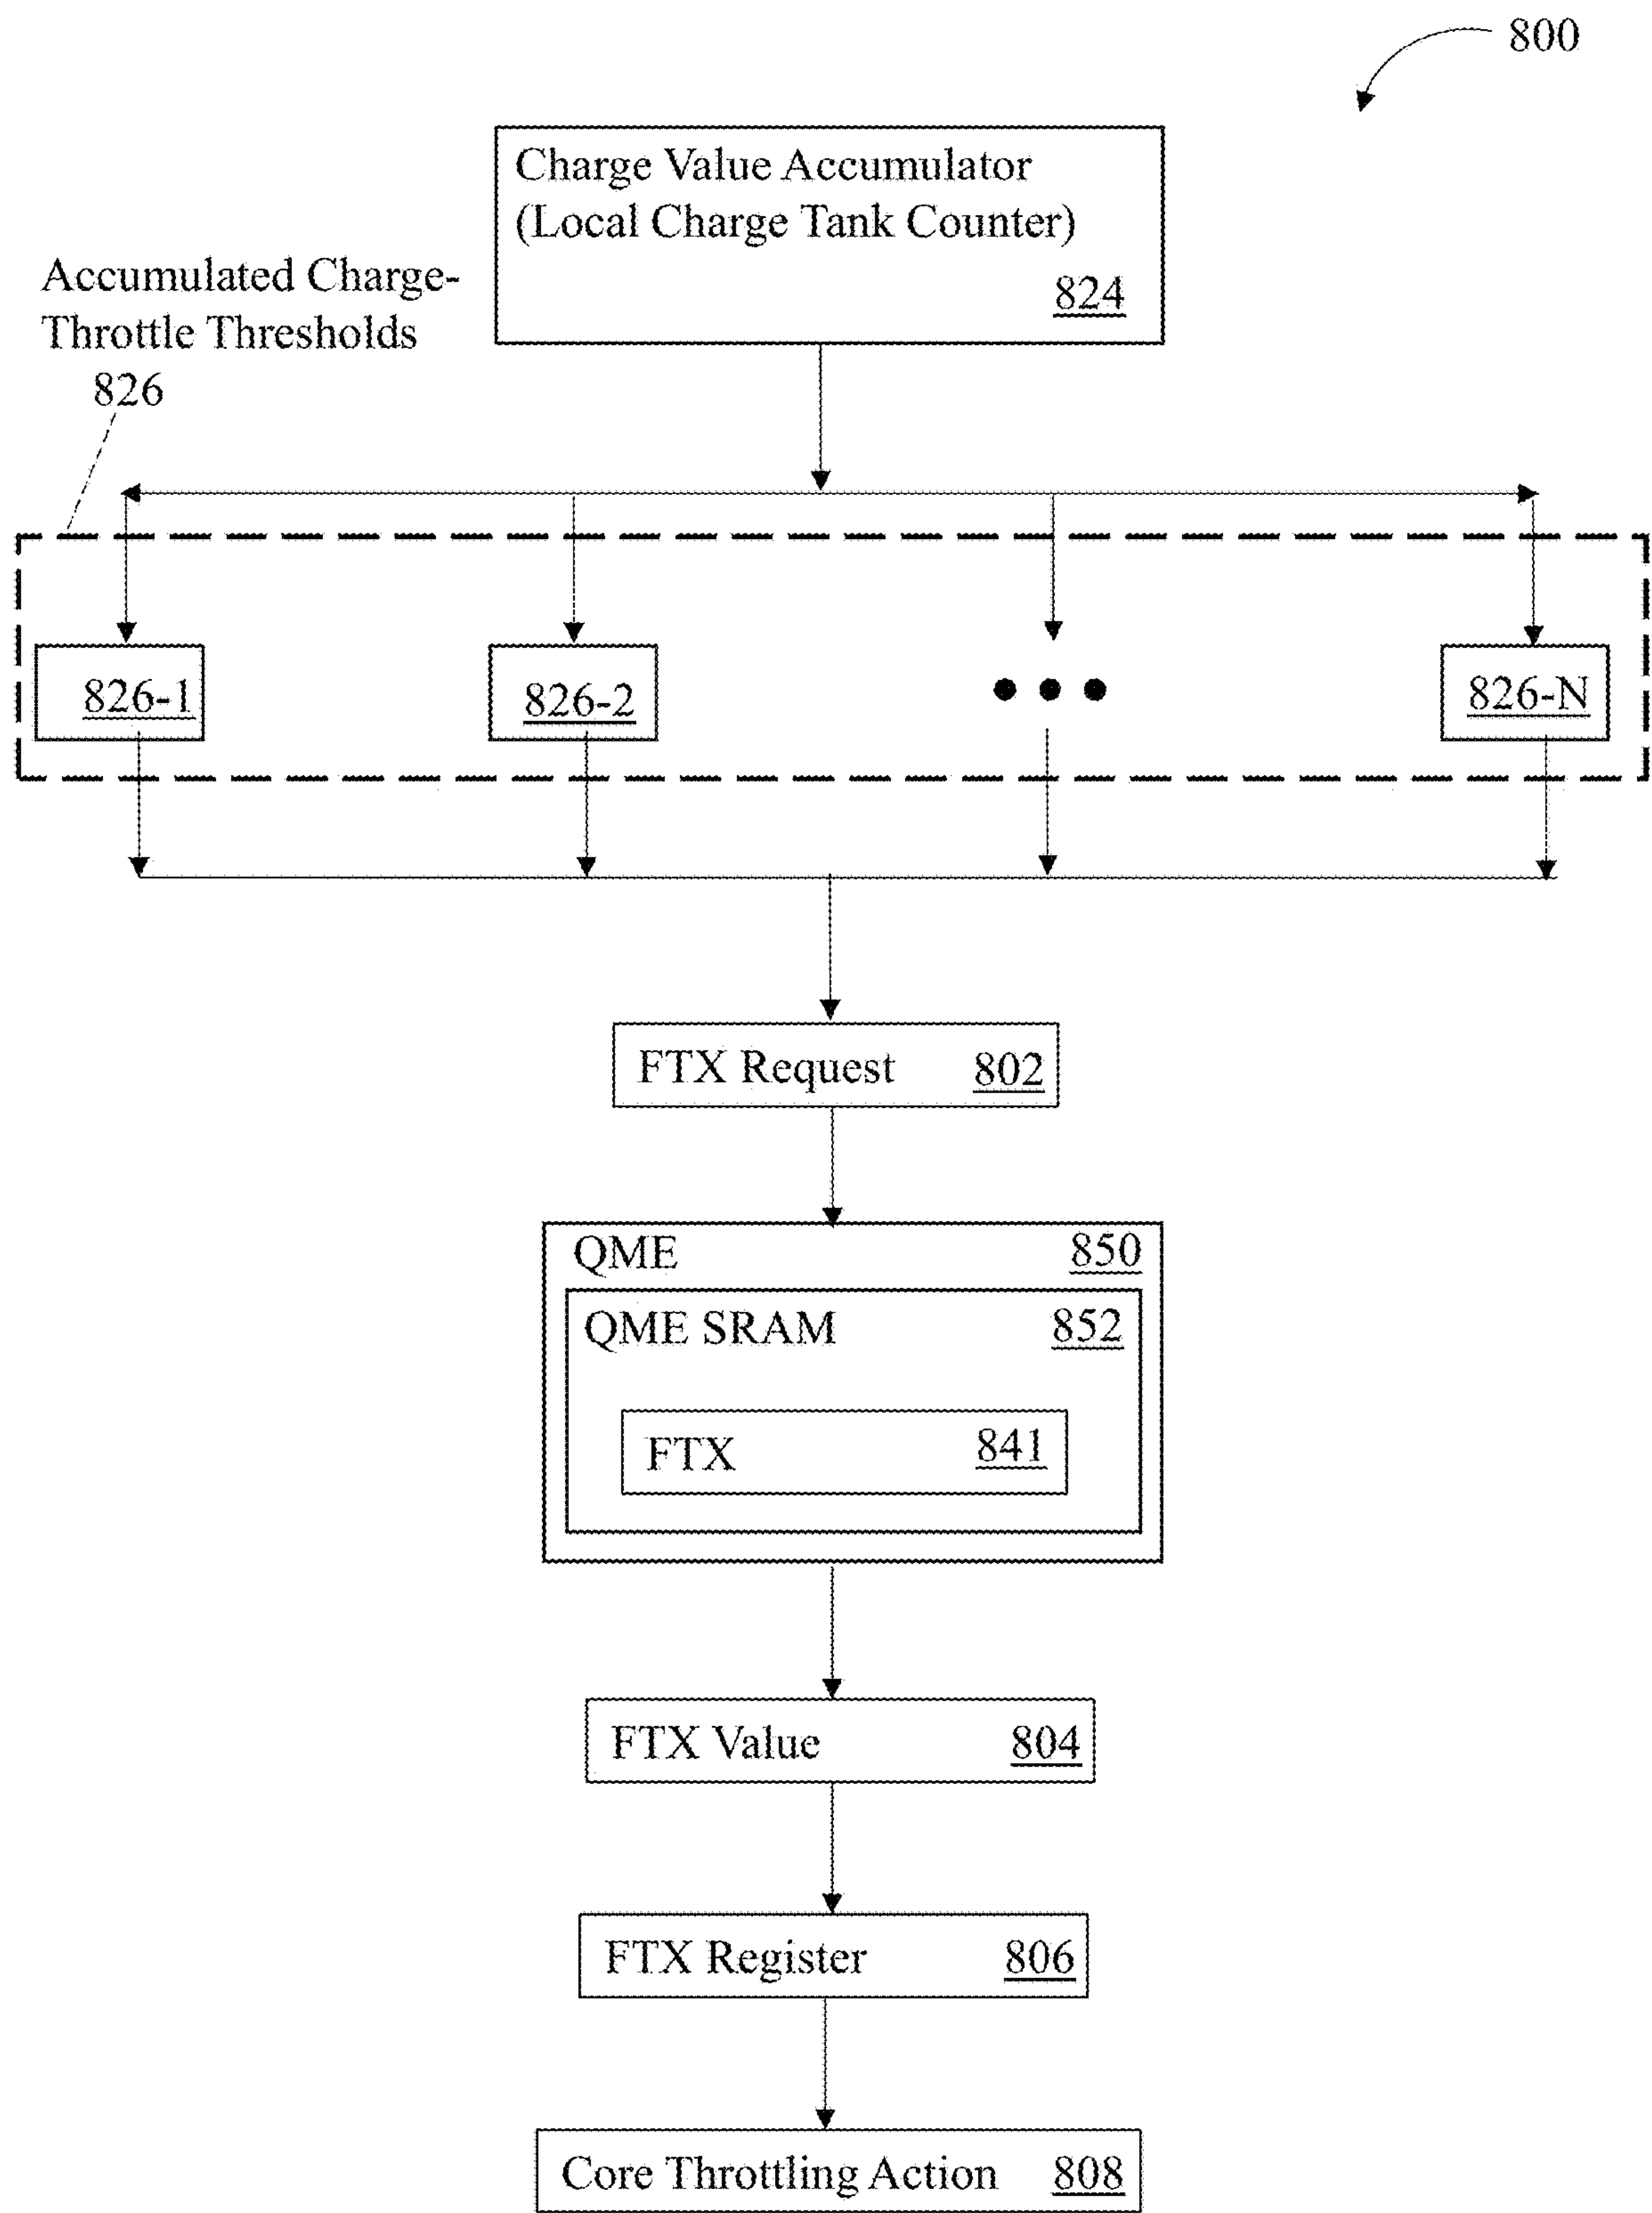 800
Charge Value Accumulator
(Local Charge Tank Counter)
824
Accumulated Charge-
Throttle Thresholds
826
826-1
826-2
826-N
FTX Request 802
QME 850
QME SRAM 852
FTX 841
FTX Value 804
FTX Register 806
Core Throttling Action 808